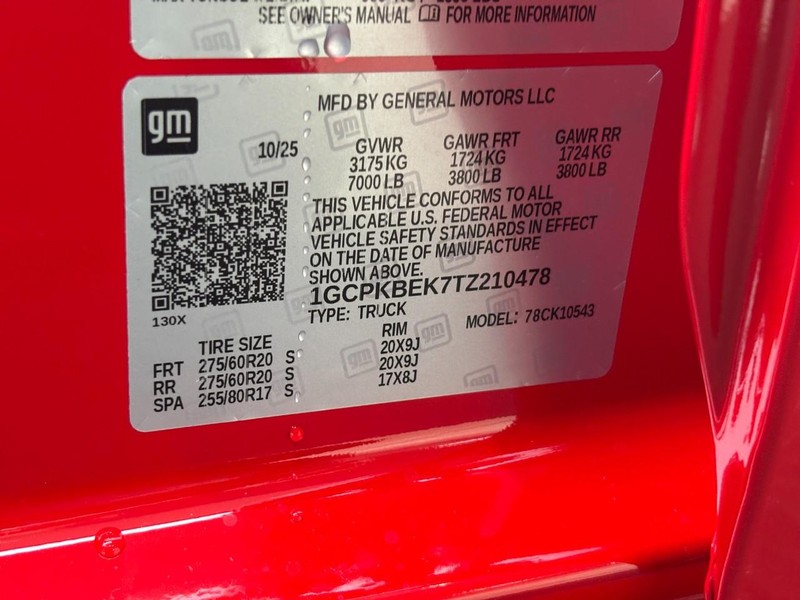 SEE OWNER'S MANUAL FOR MORE INFORMATION
gm
MFD BY GENERAL MOTORS LLC
10/25
GVWR GAWR FRT GAWR RR
3175 KG 1724 KG 1724 KG
7000 LB 3800 LB 3800 LB
THIS VEHICLE CONFORMS TO ALL
APPLICABLE U.S. FEDERAL MOTOR
VEHICLE SAFETY STANDARDS IN EFFECT
ON THE DATE OF MANUFACTURE
SHOWN ABOVE.
1GCPKBEK7TZ210478
TYPE: TRUCK MODEL: 78CK10543
130X
TIRE SIZE RIM
FRT 275/60R20 S 20X9J
RR 275/60R20 S 20X9J
SPA 255/80R17 S 17X8J